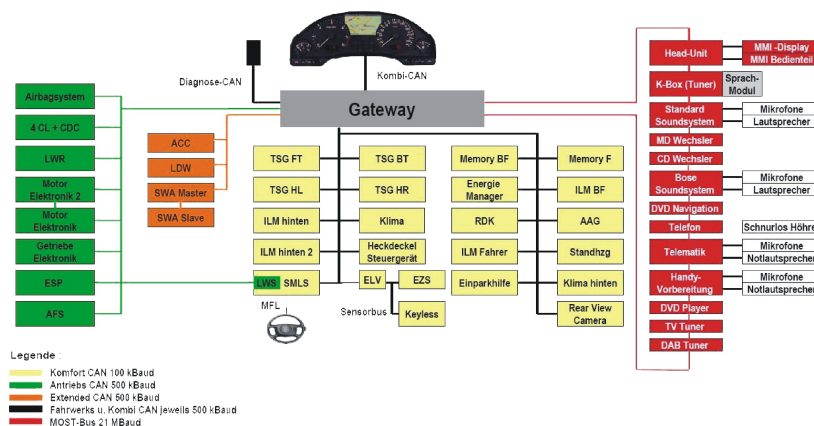 Diagnose-CAN
Kombi-CAN
Gateway
Airbagsystem
4 CL + CDC
LWR
Motor
Elektronik 2
Motor
Elektronik
Getriebe
Elektronik
ESP
AFS
ACC
LDW
SWA Master
SWA Slave
TSG FT
TSG BT
TSG HL
TSG HR
ILM hinten
Klima
ILM hinten 2
Heckdeckel
Steuergerät
LWS SMLS
MFL
ELV
EZS
Sensorbus
Keyless
Memory BF
Memory F
Energie
Manager
ILM BF
RDK
AAG
ILM Fahrer
Standhzg
Einparkhilfe
Klima hinten
Rear View
Camera
Head-Unit
MMI -Display
MMI Bedienteil
K-Box (Tuner)
Sprach-
Modul
Standard
Soundsystem
Mikrofone
Lautsprecher
MD Wechsler
CD Wechsler
Bose
Soundsystem
Mikrofone
Lautsprecher
DVD Navigation
Telefon
Schnurlos Höhrer
Telematik
Mikrofone
Notlautsprecher
Handy-
Vorbereitung
Mikrofone
Notlautsprecher
DVD Player
TV Tuner
DAB Tuner
Legende :
Komfort CAN 100 kBaud
Antriebs CAN 500 kBaud
Extended CAN 500 kBaud
Fahrwerks u. Kombi CAN jeweils 500 kBaud
MOST-Bus 21 MBaud